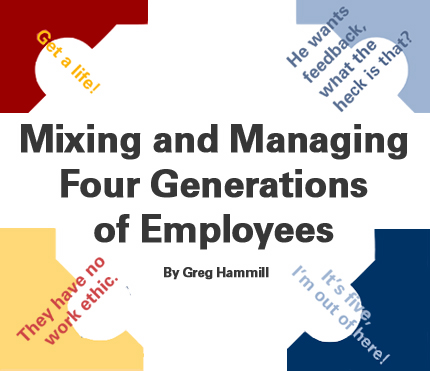 Get a life!
He wants
feedback,
what the
heck is that?
Mixing and Managing
Four Generations
of Employees
By Greg Hammill
They have no
work ethic.
It's five,
I'm out of here!